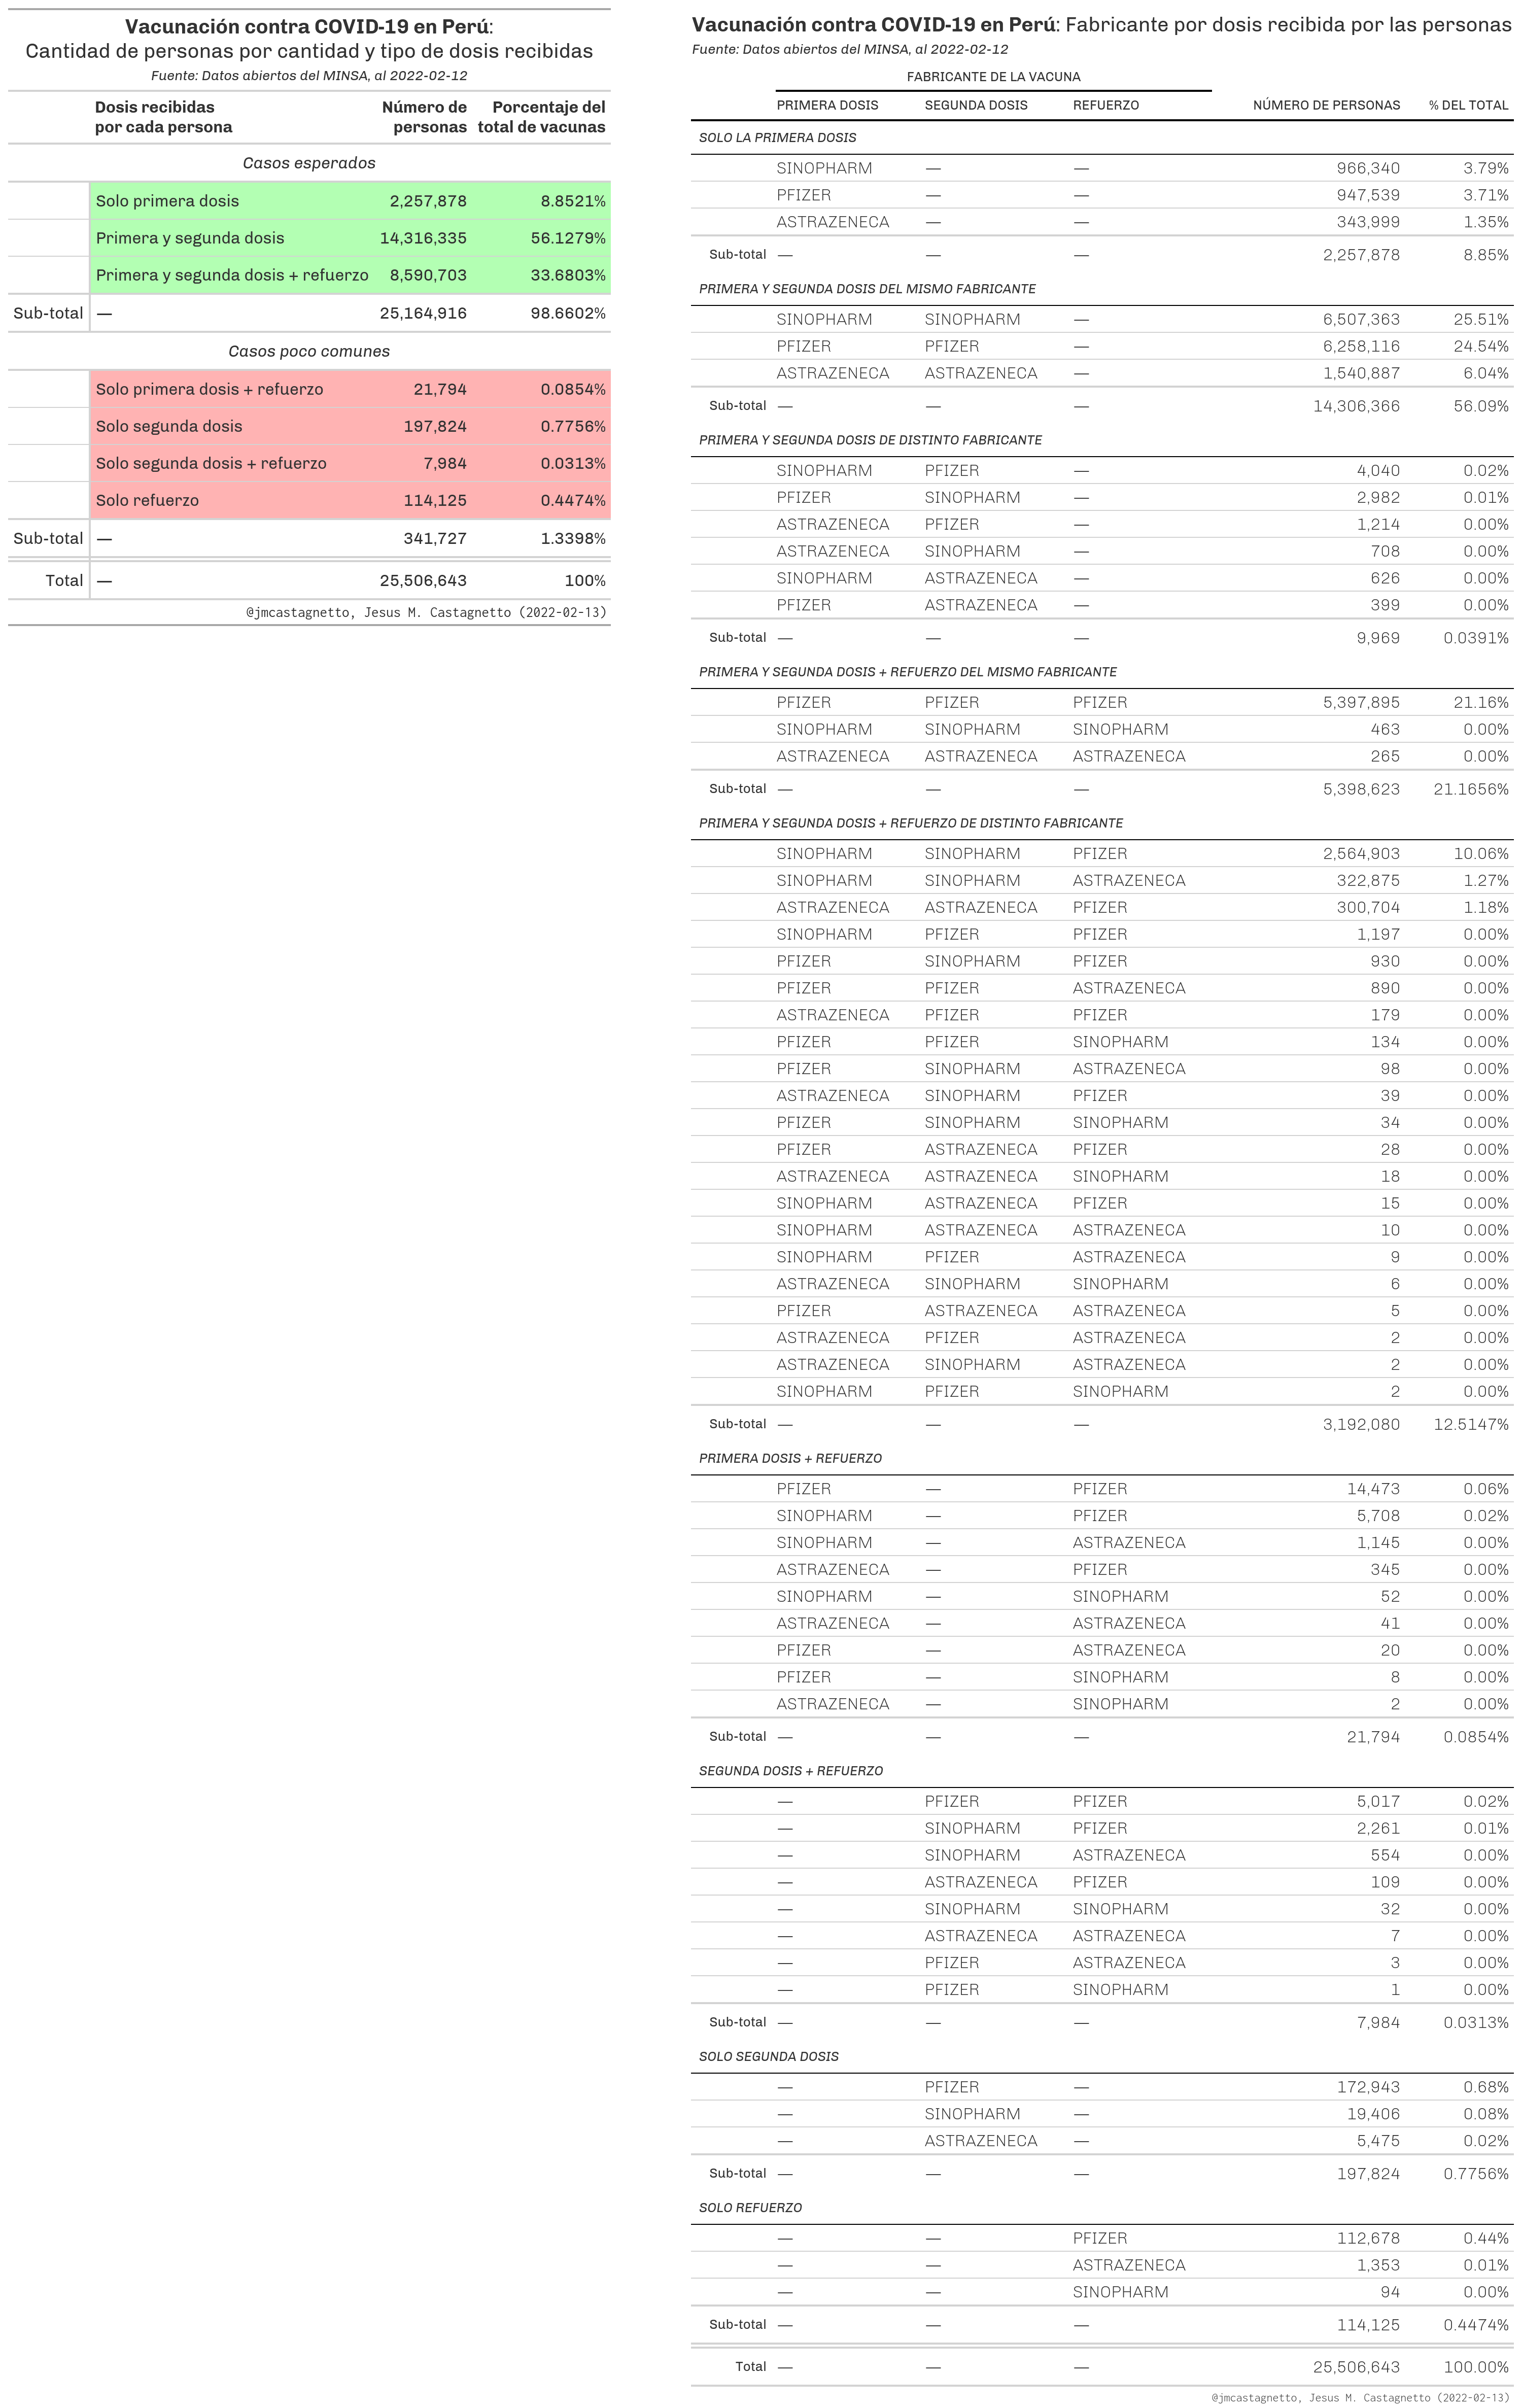 Vacunación contra COVID-19 en Perú:
Cantidad de personas por cantidad y tipo de dosis recibidas
Fuente: Datos abiertos del MINSA, al 2022-02-12
Dosis recibidas por cada persona Número de personas Porcentaje del total de vacunas
Casos esperados
Solo primera dosis 2,257,878 8.8521%
Primera y segunda dosis 14,316,335 56.1279%
Primera y segunda dosis + refuerzo 8,590,703 33.6803%
Sub-total — 25,164,916 98.6602%
Casos poco comunes
Solo primera dosis + refuerzo 21,794 0.0854%
Solo segunda dosis 197,824 0.7756%
Solo segunda dosis + refuerzo 7,984 0.0313%
Solo refuerzo 114,125 0.4474%
Sub-total — 341,727 1.3398%
Total — 25,506,643 100%
@jmcastagnetto, Jesus M. Castagnetto (2022-02-13)
Vacunación contra COVID-19 en Perú: Fabricante por dosis recibida por las personas
Fuente: Datos abiertos del MINSA, al 2022-02-12
FABRICANTE DE LA VACUNA
PRIMERA DOSIS SEGUNDA DOSIS REFUERZO NÚMERO DE PERSONAS % DEL TOTAL
SOLO LA PRIMERA DOSIS
SINOPHARM — — 966,340 3.79%
PFIZER — — 947,539 3.71%
ASTRAZENECA — — 343,999 1.35%
Sub-total — — — 2,257,878 8.85%
PRIMERA Y SEGUNDA DOSIS DEL MISMO FABRICANTE
SINOPHARM SINOPHARM — 6,507,363 25.51%
PFIZER PFIZER — 6,258,116 24.54%
ASTRAZENECA ASTRAZENECA — 1,540,887 6.04%
Sub-total — — — 14,306,366 56.09%
PRIMERA Y SEGUNDA DOSIS DE DISTINTO FABRICANTE
SINOPHARM PFIZER — 4,040 0.02%
PFIZER SINOPHARM — 2,982 0.01%
ASTRAZENECA PFIZER — 1,214 0.00%
ASTRAZENECA SINOPHARM — 708 0.00%
SINOPHARM ASTRAZENECA — 626 0.00%
PFIZER ASTRAZENECA — 399 0.00%
Sub-total — — — 9,969 0.0391%
PRIMERA Y SEGUNDA DOSIS + REFUERZO DEL MISMO FABRICANTE
PFIZER PFIZER PFIZER 5,397,895 21.16%
SINOPHARM SINOPHARM SINOPHARM 463 0.00%
ASTRAZENECA ASTRAZENECA ASTRAZENECA 265 0.00%
Sub-total — — — 5,398,623 21.1656%
PRIMERA Y SEGUNDA DOSIS + REFUERZO DE DISTINTO FABRICANTE
SINOPHARM SINOPHARM PFIZER 2,564,903 10.06%
SINOPHARM SINOPHARM ASTRAZENECA 322,875 1.27%
ASTRAZENECA ASTRAZENECA PFIZER 300,704 1.18%
SINOPHARM PFIZER PFIZER 1,197 0.00%
PFIZER SINOPHARM PFIZER 930 0.00%
PFIZER PFIZER ASTRAZENECA 890 0.00%
ASTRAZENECA PFIZER PFIZER 179 0.00%
PFIZER PFIZER SINOPHARM 134 0.00%
PFIZER SINOPHARM ASTRAZENECA 98 0.00%
ASTRAZENECA SINOPHARM PFIZER 39 0.00%
PFIZER SINOPHARM SINOPHARM 34 0.00%
PFIZER ASTRAZENECA PFIZER 28 0.00%
ASTRAZENECA ASTRAZENECA SINOPHARM 18 0.00%
SINOPHARM ASTRAZENECA PFIZER 15 0.00%
SINOPHARM ASTRAZENECA ASTRAZENECA 10 0.00%
SINOPHARM PFIZER ASTRAZENECA 9 0.00%
ASTRAZENECA SINOPHARM SINOPHARM 6 0.00%
PFIZER ASTRAZENECA ASTRAZENECA 5 0.00%
ASTRAZENECA PFIZER ASTRAZENECA 2 0.00%
ASTRAZENECA SINOPHARM ASTRAZENECA 2 0.00%
SINOPHARM PFIZER SINOPHARM 2 0.00%
Sub-total — — — 3,192,080 12.5147%
PRIMERA DOSIS + REFUERZO
PFIZER — PFIZER 14,473 0.06%
SINOPHARM — PFIZER 5,708 0.02%
SINOPHARM — ASTRAZENECA 1,145 0.00%
ASTRAZENECA — PFIZER 345 0.00%
SINOPHARM — SINOPHARM 52 0.00%
ASTRAZENECA — ASTRAZENECA 41 0.00%
PFIZER — ASTRAZENECA 20 0.00%
PFIZER — SINOPHARM 8 0.00%
ASTRAZENECA — SINOPHARM 2 0.00%
Sub-total — — — 21,794 0.0854%
SEGUNDA DOSIS + REFUERZO
— PFIZER PFIZER 5,017 0.02%
— SINOPHARM PFIZER 2,261 0.01%
— SINOPHARM ASTRAZENECA 554 0.00%
— ASTRAZENECA PFIZER 109 0.00%
— SINOPHARM SINOPHARM 32 0.00%
— ASTRAZENECA ASTRAZENECA 7 0.00%
— PFIZER ASTRAZENECA 3 0.00%
— PFIZER SINOPHARM 1 0.00%
Sub-total — — — 7,984 0.0313%
SOLO SEGUNDA DOSIS
— PFIZER — 172,943 0.68%
— SINOPHARM — 19,406 0.08%
— ASTRAZENECA — 5,475 0.02%
Sub-total — — — 197,824 0.7756%
SOLO REFUERZO
— — PFIZER 112,678 0.44%
— — ASTRAZENECA 1,353 0.01%
— — SINOPHARM 94 0.00%
Sub-total — — — 114,125 0.4474%
Total — — — 25,506,643 100.00%
@jmcastagnetto, Jesus M. Castagnetto (2022-02-13)